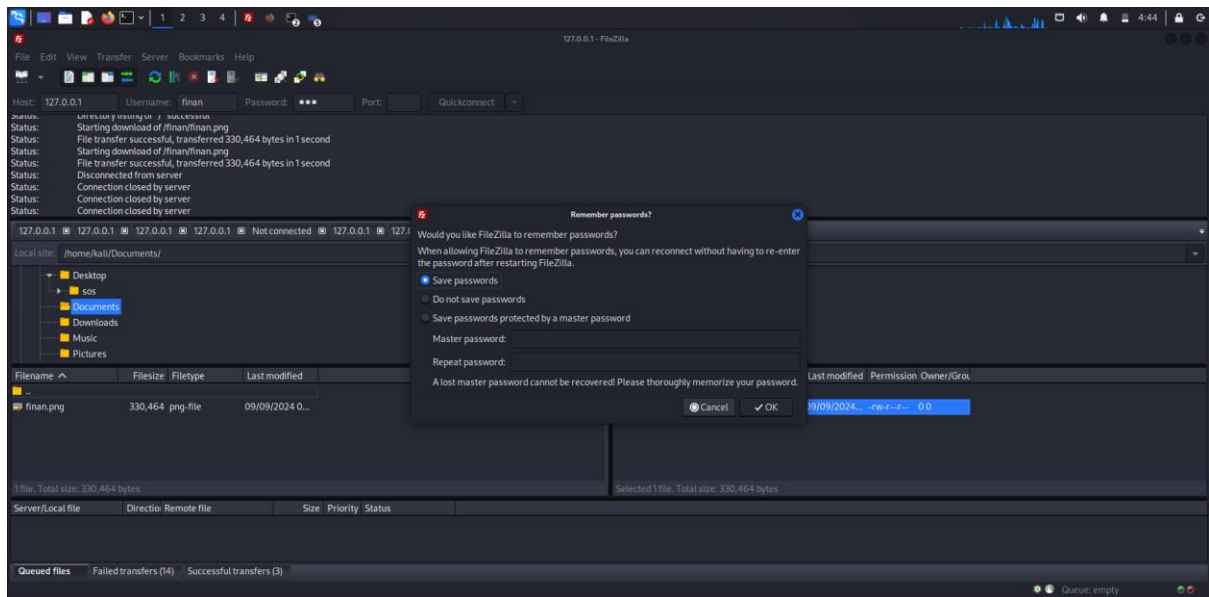 1 2 3 4 4:44
127.0.0.1 - FileZilla
File Edit View Transfer Server Bookmarks Help
Host: 127.0.0.1 Username: finan Password: ••• Port: Quickconnect
Status: Directory listing of "/" successful
Status: Starting download of /finan/finan.png
Status: File transfer successful, transferred 330,464 bytes in 1 second
Status: Starting download of /finan/finan.png
Status: File transfer successful, transferred 330,464 bytes in 1 second
Status: Disconnected from server
Status: Connection closed by server
Status: Connection closed by server
Status: Connection closed by server
127.0.0.1 127.0.0.1 127.0.0.1 127.0.0.1 Not connected 127.0.0.1 127.0.0.1 127.0
Local site: /home/kali/Documents/
Desktop
sos
Documents
Downloads
Music
Pictures
Filename Filesize Filetype Last modified
..
finan.png 330,464 png-file 09/09/2024 0...
1 file. Total size: 330,464 bytes
Remember passwords?
Would you like FileZilla to remember passwords?
When allowing FileZilla to remember passwords, you can reconnect without having to re-enter
the password after restarting FileZilla.
Save passwords
Do not save passwords
Save passwords protected by a master password
Master password:
Repeat password:
A lost master password cannot be recovered! Please thoroughly memorize your password.
Cancel OK
Last modified Permission Owner/Grou
09/09/2024... -rw-r--r-- 0 0
Selected 1 file. Total size: 330,464 bytes
Server/Local file Directio Remote file Size Priority Status
Queued files Failed transfers (14) Successful transfers (3)
Queue: empty